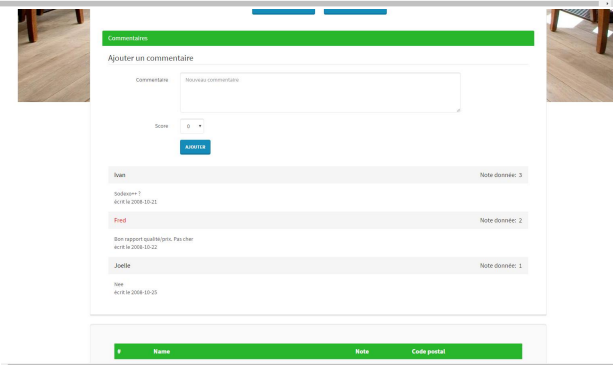 Commentaires
Ajouter un commentaire
Commentaire
Nouveau commentaire
Score
0
AJOUTER
Ivan
Note donnée: 3
Sodexo++ ?
écrit le 2008-10-21
Fred
Note donnée: 2
Bon rapport qualité/prix, Pas cher
écrit le 2008-10-22
Joelle
Note donnée: 1
Nee
écrit le 2008-10-25
# Name Note Code postal